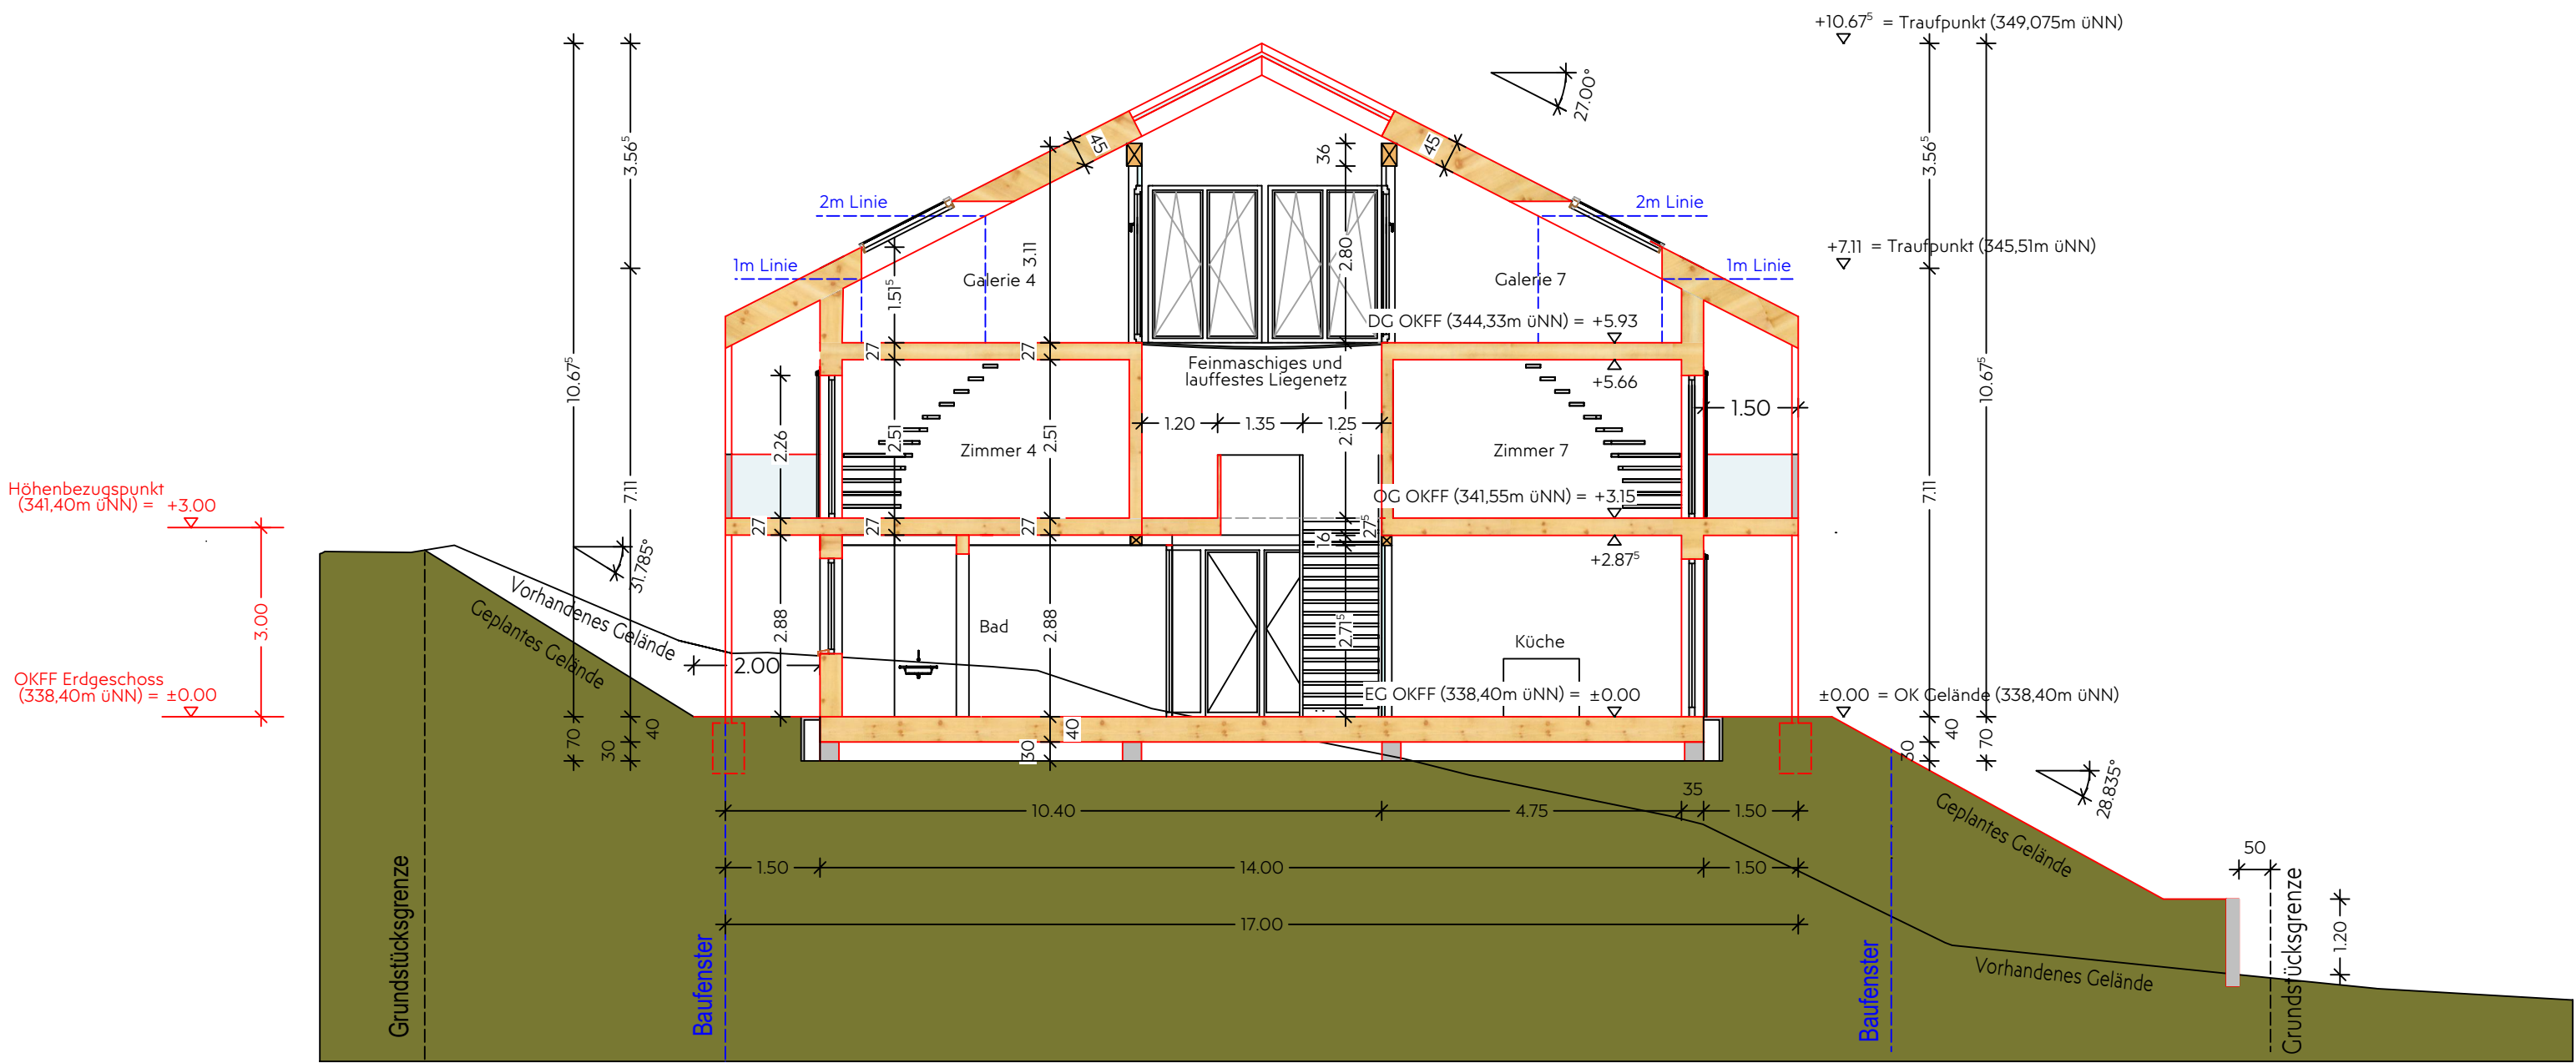 +10.67⁵ = Traufpunkt (349,075m üNN)
27.00°
3.56⁵
45
45
36
3.56⁵
2m Linie
2m Linie
+7.11 = Traufpunkt (345,51m üNN)
1m Linie
1m Linie
3.11
2.80
Galerie 4
Galerie 7
1.51⁵
DG OKFF (344,33m üNN) = +5.93
27
27
Feinmaschiges und
lauffestes Liegenetz
+5.66
10.67⁵
10.67⁵
1.50
1.20
1.35
1.25
2.26
2.51
2.51
Zimmer 4
Zimmer 7
7.11
7.11
Höhenbezugspunkt
(341,40m üNN) = +3.00
OG OKFF (341,55m üNN) = +3.15
27
27
27
27⁵
16
+2.87⁵
31.785°
Vorhandenes Gelände
Geplantes Gelände
3.00
2.88
2.88
2.71⁵
Bad
Küche
2.00
OKFF Erdgeschoss
(338,40m üNN) = ±0.00
EG OKFF (338,40m üNN) = ±0.00
±0.00 = OK Gelände (338,40m üNN)
70
30
40
30
40
30
40
70
28.835°
35
10.40
4.75
1.50
Geplantes Gelände
50
1.50
14.00
1.50
17.00
1.20
Grundstücksgrenze
Baufenster
Baufenster
Vorhandenes Gelände
Grundstücksgrenze